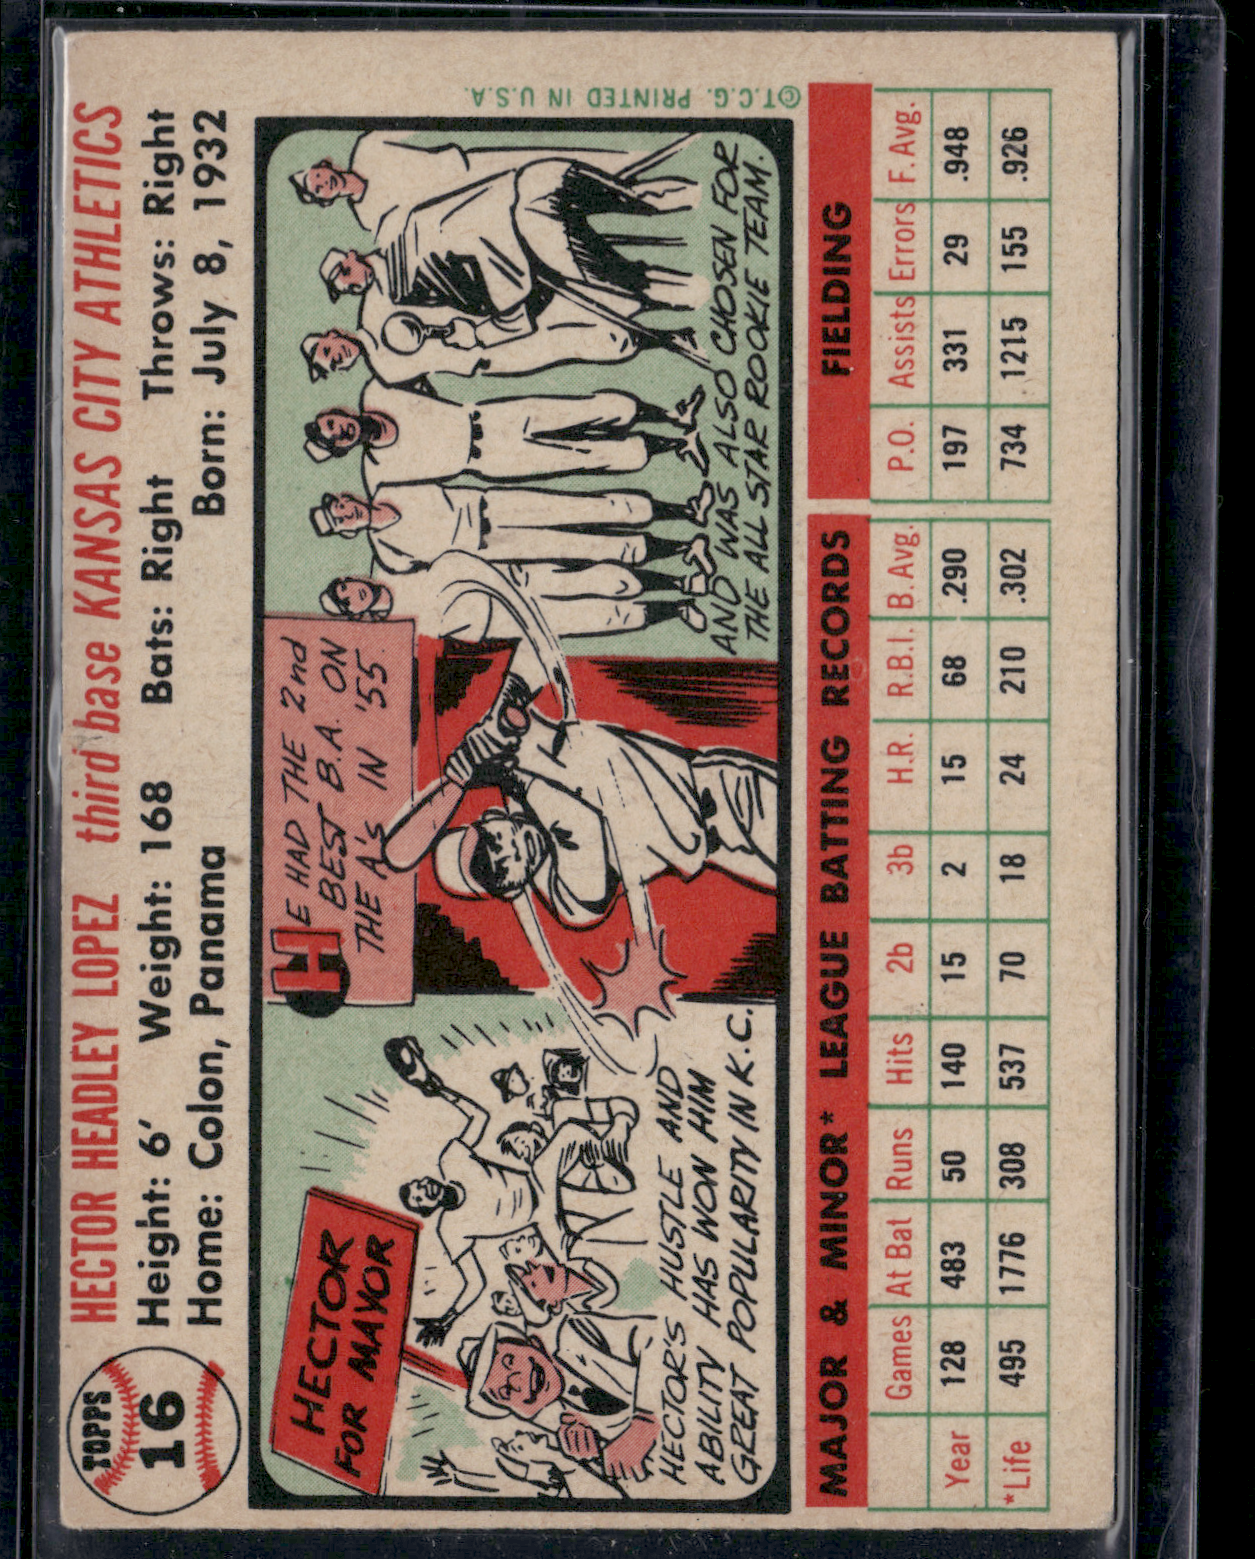 TOPPS
16
HECTOR HEADLEY LOPEZ third base KANSAS CITY ATHLETICS
Height: 6' Weight: 168 Bats: Right Throws: Right
Home: Colon, Panama Born: July 8, 1932
HECTOR
FOR MAYOR
HECTOR'S HUSTLE AND
ABILITY HAS WON HIM
GREAT POPULARITY IN K.C.
HE HAD THE 2nd
BEST B.A. ON
THE A's IN '55.
AND WAS ALSO CHOSEN FOR
THE ALL STAR ROOKIE TEAM.
©T.C.G. PRINTED IN U.S.A.
MAJOR & MINOR* LEAGUE BATTING RECORDS FIELDING
Games At Bat Runs Hits 2b 3b H.R. R.B.I. B. Avg. P.O. Assists Errors F. Avg.
Year 128 483 50 140 15 2 15 68 .290 197 331 29 .948
*Life 495 1776 308 537 70 18 24 210 .302 734 1215 155 .926